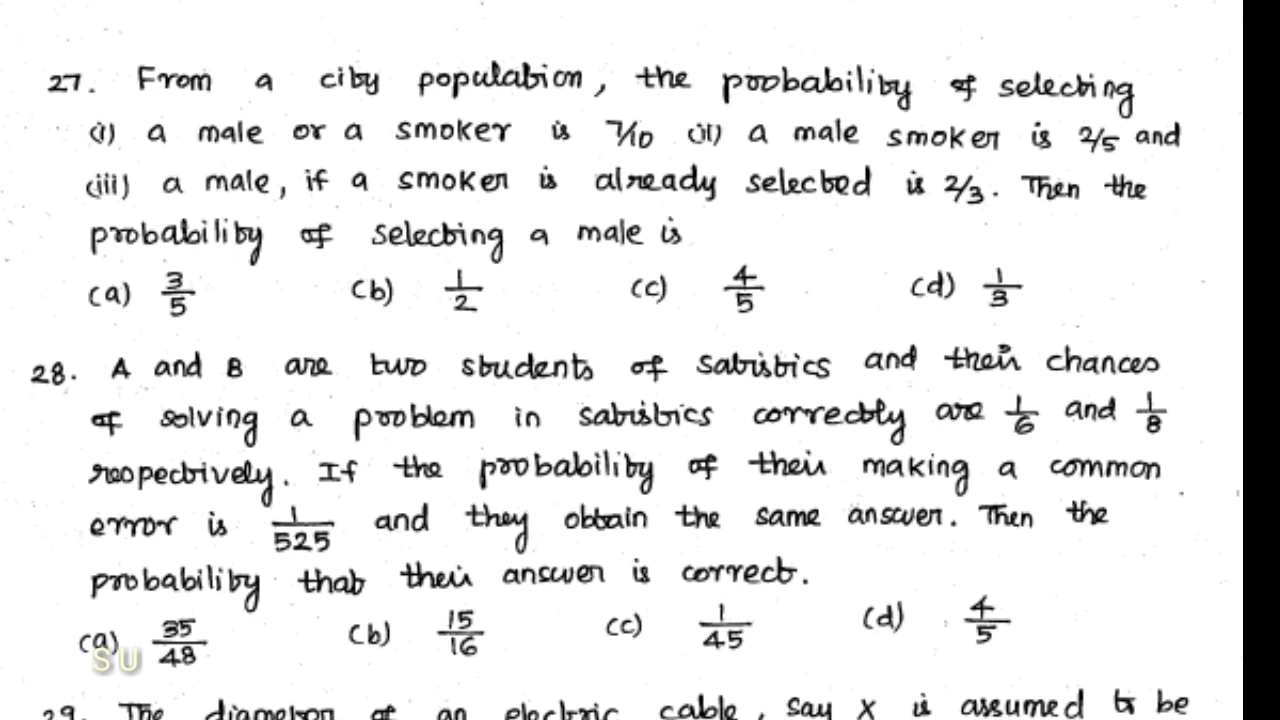 27. From a city population, the probability of selecting
(i) a male or a smoker is 7/10 (ii) a male smoker is 2/5 and
(iii) a male, if a smoker is already selected is 2/3. Then the
probability of selecting a male is
(a) 3/5 (b) 1/2 (c) 4/5 (d) 1/3
28. A and B are two students of satistics and their chances
of solving a problem in satistics correctly are 1/6 and 1/8
respectively. If the probability of their making a common
error is 1/525 and they obtain the same answer. Then the
probability that their answer is correct.
(a) 35/48 (b) 15/16 (c) 1/45 (d) 4/5
SU
29. The diameter of an electric cable, say X is assumed to be